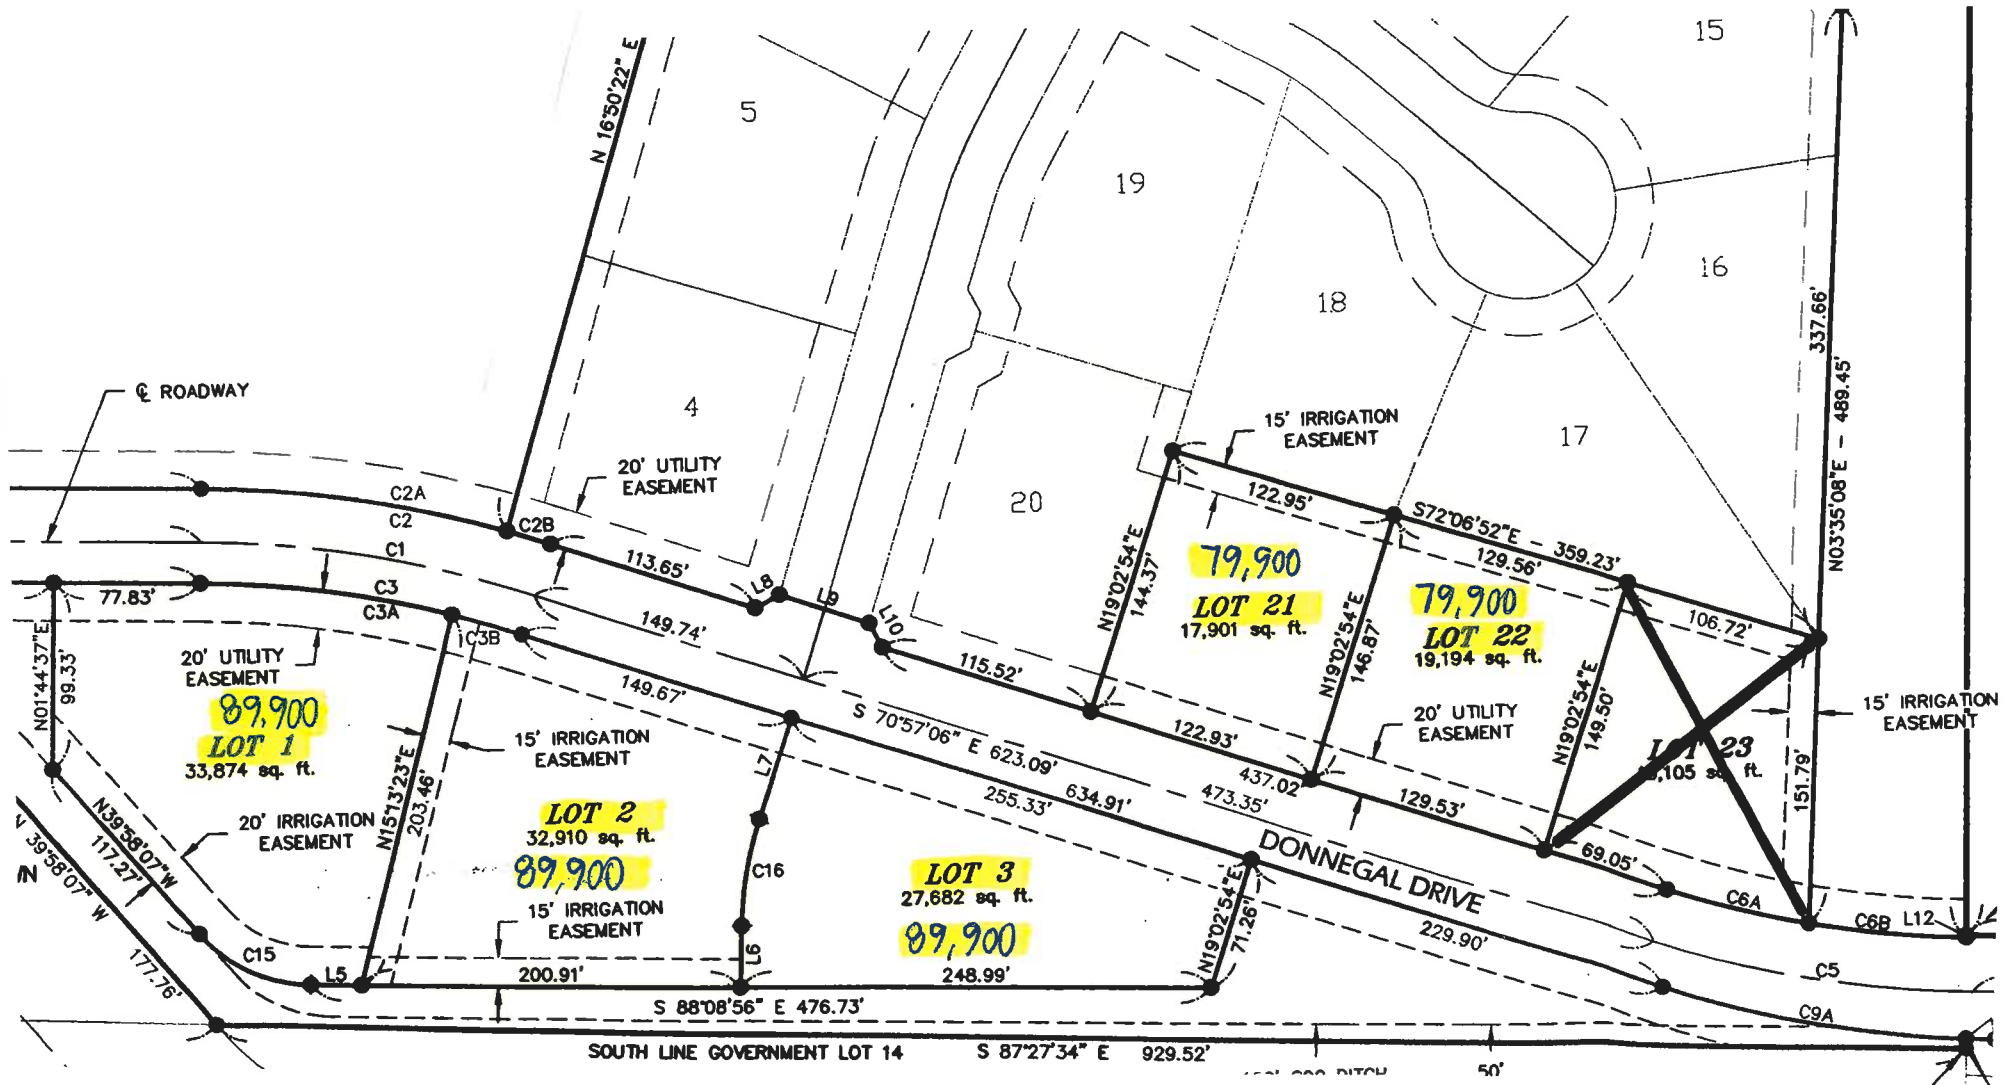 15
5
N 16°50'22" E
19
16
18
337.66'
N03°35'08"E - 489.45'
℄ ROADWAY
4
15' IRRIGATION
EASEMENT
17
20' UTILITY
EASEMENT
20
122.95'
S72°06'52"E - 359.23'
129.56'
106.72'
C2A
C2
C2B
C1
C3
C3A
C3B
77.83'
113.65'
L8
L9
L10
149.74'
149.67'
115.52'
N19°02'54"E
144.37'
79,900
LOT 21
17,901 sq. ft.
N19°02'54"E
146.87'
79,900
LOT 22
19,194 sq. ft.
N19°02'54"E
149.50'
23
,105 ft.
151.79'
15' IRRIGATION
EASEMENT
N01°44'37"E
99.33'
20' UTILITY
EASEMENT
89,900
LOT 1
33,874 sq. ft.
N15°13'23"E
203.46'
15' IRRIGATION
EASEMENT
L7
S 70°57'06" E 623.09'
122.93'
437.02'
20' UTILITY
EASEMENT
255.33'
634.91'
473.35'
129.53'
69.05'
DONNEGAL DRIVE
C6A
C6B
L12
N39°58'07"W
117.27'
20' IRRIGATION
EASEMENT
LOT 2
32,910 sq. ft.
89,900
C16
LOT 3
27,682 sq. ft.
89,900
N19°02'54"E
71.26'
229.90'
C5
C9A
39°58'07" W
177.76'
C15
L5
15' IRRIGATION
EASEMENT
L6
200.91'
248.99'
S 88°08'56" E 476.73'
SOUTH LINE GOVERNMENT LOT 14 S 87°27'34" E 929.52'
50'